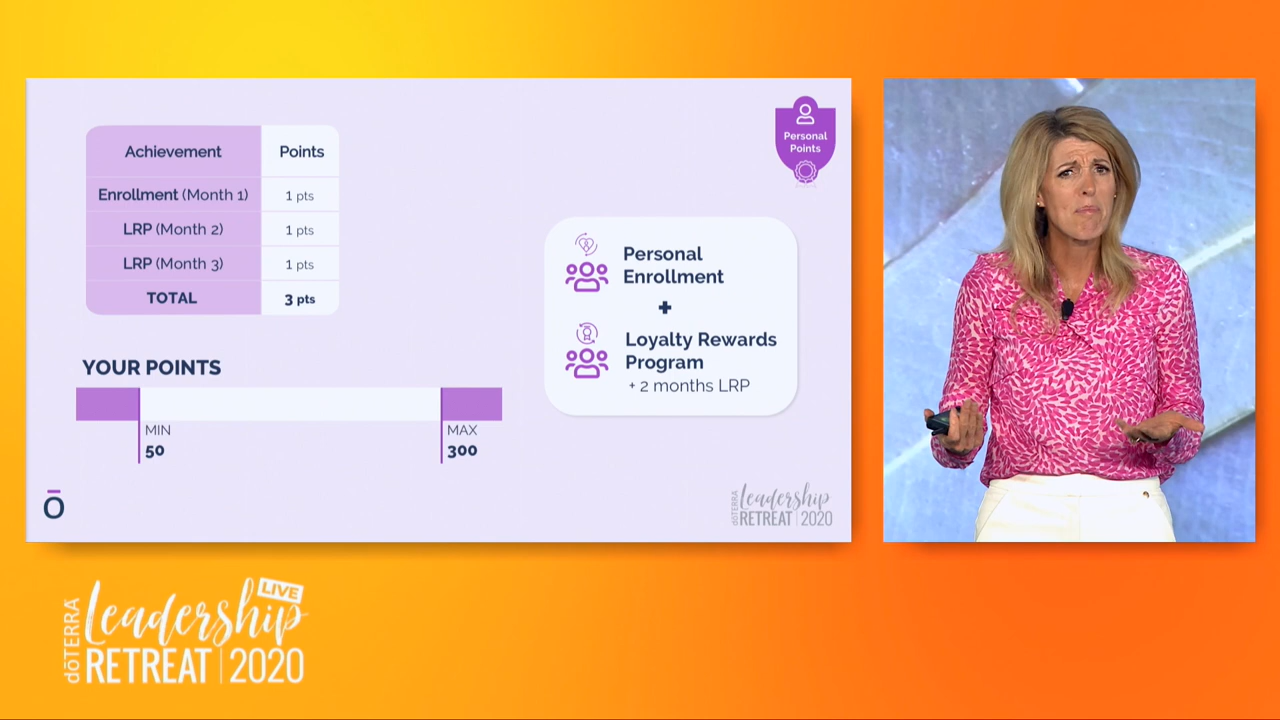 Achievement Points
Enrollment (Month 1) 1 pts
LRP (Month 2) 1 pts
LRP (Month 3) 1 pts
TOTAL 3 pts
Personal
Points
Personal
Enrollment
+
Loyalty Rewards
Program
+ 2 months LRP
YOUR POINTS
MIN
50
MAX
300
Ō
dōTERRA
Leadership
RETREAT | 2020
LIVE
dōTERRA
Leadership
RETREAT | 2020